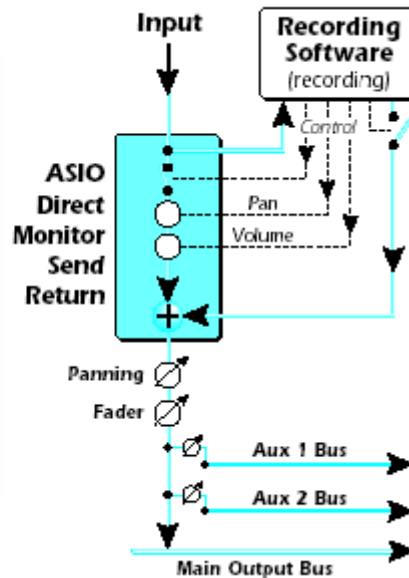 Input
Recording
Software
(recording)
Control
ASIO
Direct
Monitor
Send
Return
Pan
Volume
Panning
Fader
Aux 1 Bus
Aux 2 Bus
Main Output Bus